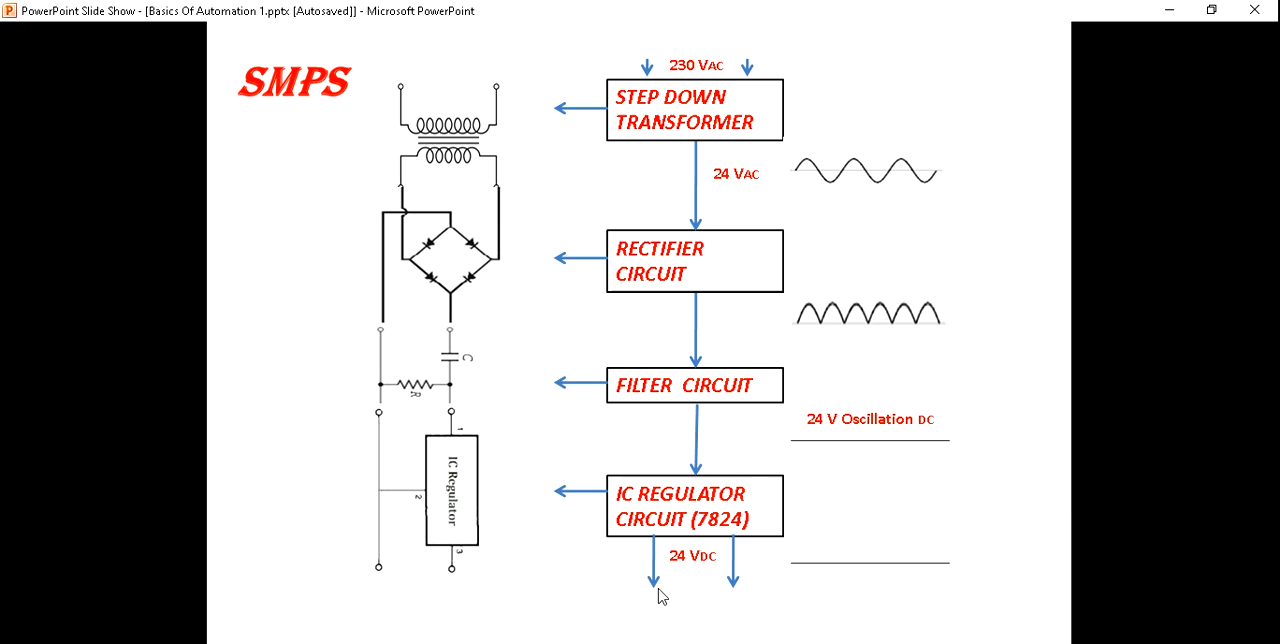 PowerPoint Slide Show - [Basics Of Automation 1.pptx [Autosaved]] - Microsoft PowerPoint
SMPS
230 VAC
STEP DOWN
TRANSFORMER
24 VAC
RECTIFIER
CIRCUIT
C
R
FILTER CIRCUIT
24 V Oscillation DC
1
IC Regulator
2
3
IC REGULATOR
CIRCUIT (7824)
24 VDC